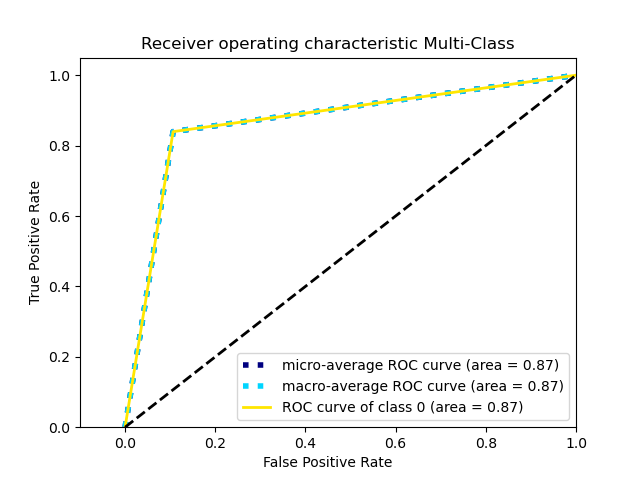 Receiver operating characteristic Multi-Class
True Positive Rate
1.0
0.8
0.6
0.4
0.2
0.0
micro-average ROC curve (area = 0.87)
macro-average ROC curve (area = 0.87)
ROC curve of class 0 (area = 0.87)
0.0 0.2 0.4 0.6 0.8 1.0
False Positive Rate